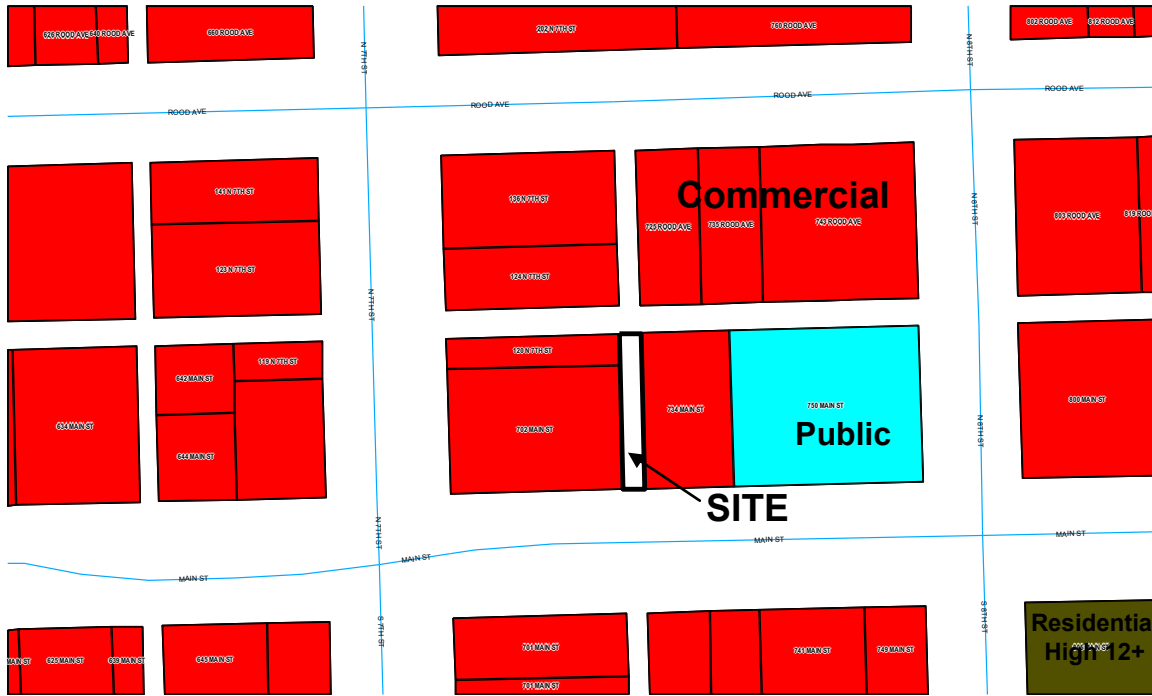 626 ROOD AVE
640 ROOD AVE
660 ROOD AVE
202 N 7TH ST
760 ROOD AVE
802 ROOD AVE
812 ROOD AVE
N 7TH ST
N 8TH ST
ROOD AVE
ROOD AVE
ROOD AVE
ROOD AVE
141 N 7TH ST
123 N 7TH ST
136 N 7TH ST
124 N 7TH ST
Commercial
725 ROOD AVE
735 ROOD AVE
743 ROOD AVE
803 ROOD AVE
819 ROOD
N 7TH ST
642 MAIN ST
119 N 7TH ST
634 MAIN ST
644 MAIN ST
120 N 7TH ST
702 MAIN ST
734 MAIN ST
750 MAIN ST
Public
800 MAIN ST
N 8TH ST
SITE
N 7TH ST
MAIN ST
MAIN ST
MAIN ST
MAIN ST
S 7TH ST
S 8TH ST
MAIN ST
625 MAIN ST
639 MAIN ST
645 MAIN ST
701 MAIN ST
701 MAIN ST
741 MAIN ST
749 MAIN ST
Residentia
High 12+